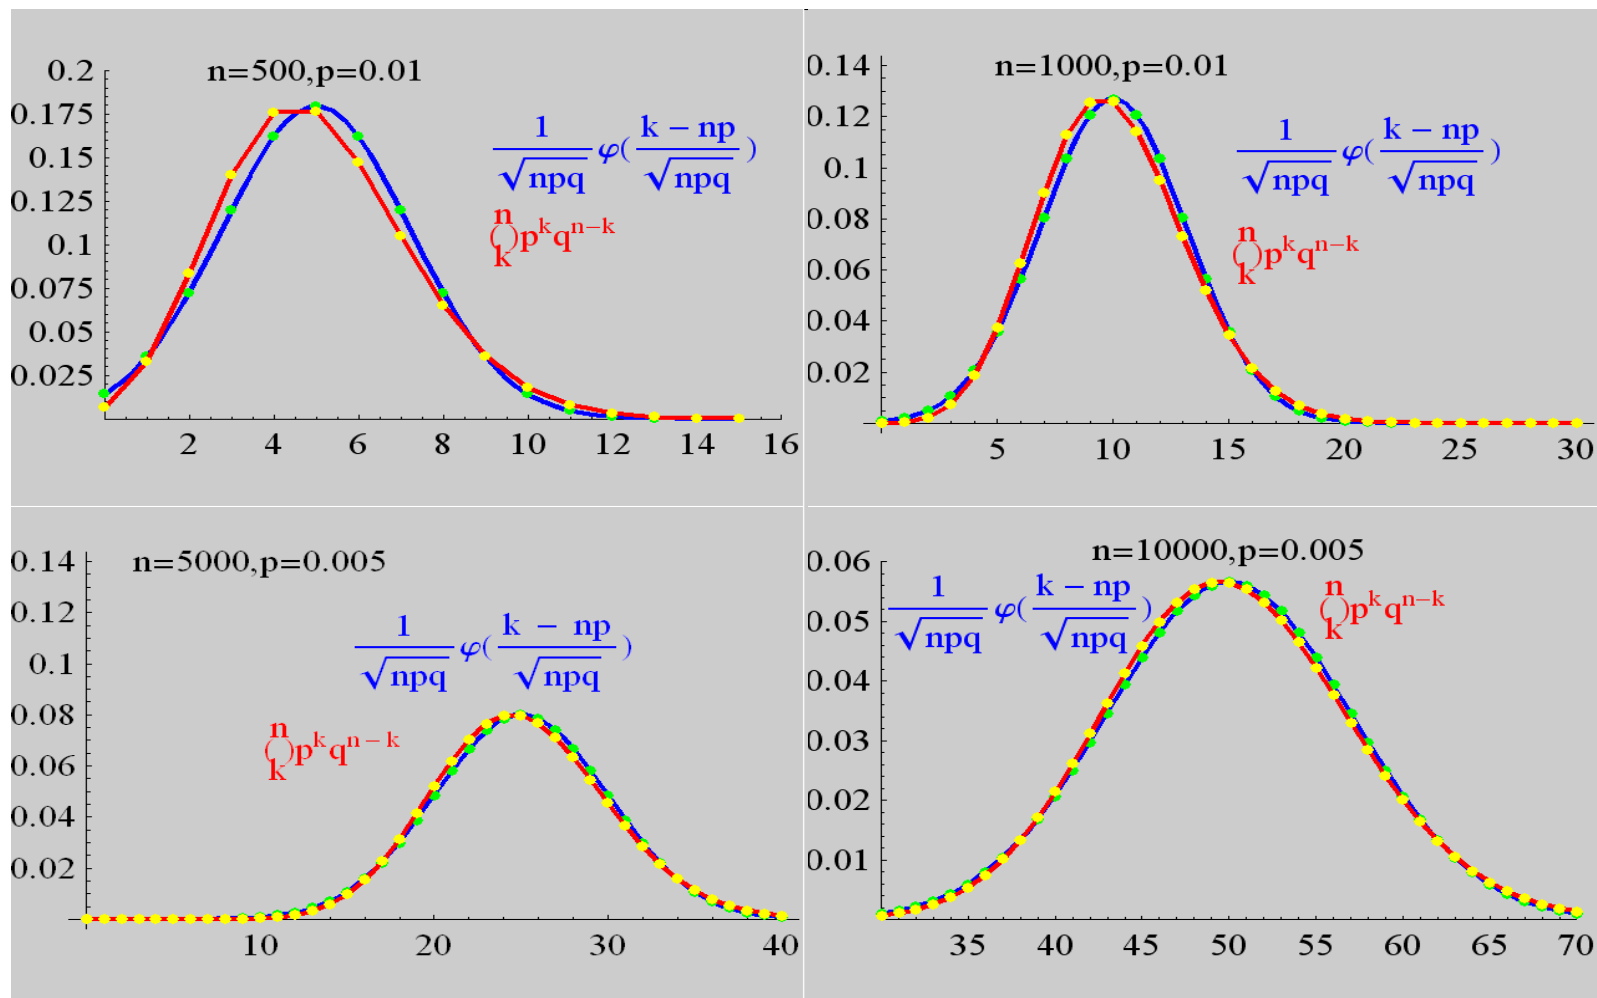 n=500,p=0.01
0.2
0.175
0.15
0.125
0.1
0.075
0.05
0.025
2 4 6 8 10 12 14 16
1/√npq φ(k − np/√npq)
(n k)p^k q^n−k
n=1000,p=0.01
0.14
0.12
0.1
0.08
0.06
0.04
0.02
5 10 15 20 25 30
1/√npq φ(k − np/√npq)
(n k)p^k q^n−k
n=5000,p=0.005
0.14
0.12
0.1
0.08
0.06
0.04
0.02
10 20 30 40
1/√npq φ(k − np/√npq)
(n k)p^k q^n − k
n=10000,p=0.005
0.06
0.05
0.04
0.03
0.02
0.01
35 40 45 50 55 60 65 70
1/√npq φ(k − np/√npq)
(n k)p^k q^n−k